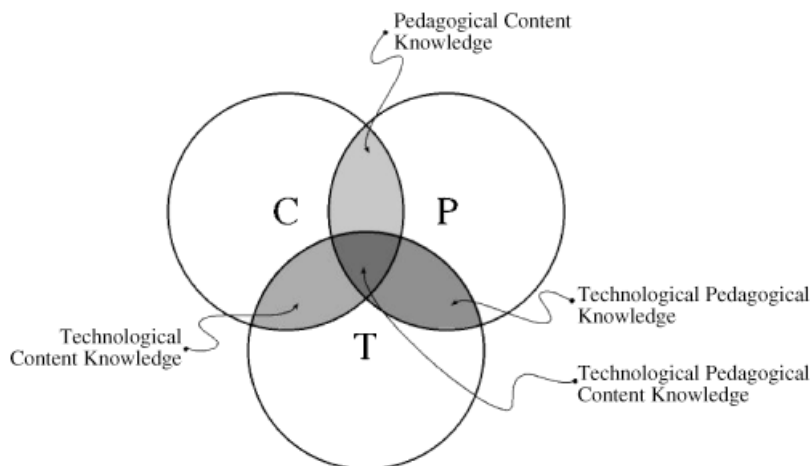 Pedagogical Content
Knowledge
C
P
Technological Pedagogical
Knowledge
Technological
Content Knowledge
T
Technological Pedagogical
Content Knowledge